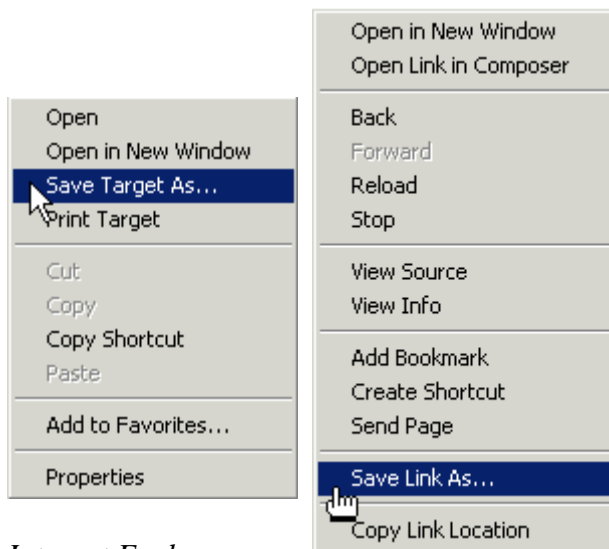 Open
Open in New Window
Save Target As...
Print Target
Cut
Copy
Copy Shortcut
Paste
Add to Favorites...
Properties
Open in New Window
Open Link in Composer
Back
Forward
Reload
Stop
View Source
View Info
Add Bookmark
Create Shortcut
Send Page
Save Link As...
Copy Link Location